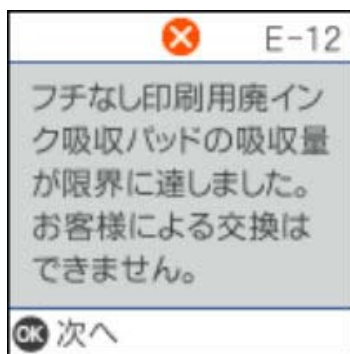 E-12
フチなし印刷用廃イン
ク吸収パッドの吸収量
が限界に達しました。
お客様による交換は
できません。
OK 次へ